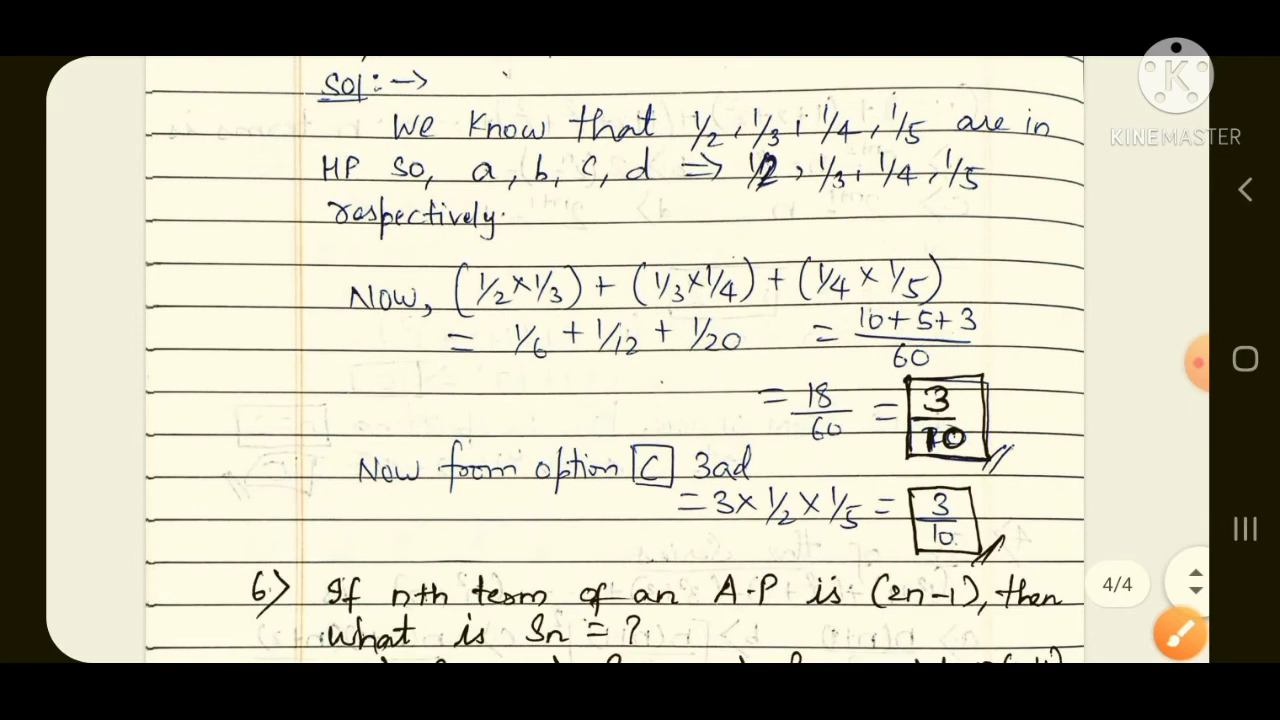 Sol:→
We know that 1/2, 1/3, 1/4, 1/5 are in
HP so, a, b, c, d ⇒ 1/2, 1/3, 1/4, 1/5
respectively.
Now, (1/2×1/3) + (1/3×1/4) + (1/4×1/5)
= 1/6 + 1/12 + 1/20 = 10+5+3/60
= 18/60 = 3/10
Now from option C 3ad
= 3×1/2×1/5 = 3/10
6.) If nth term of an A.P is (2n-1), then
what is Sn = ?
K
KINEMASTER
4/4